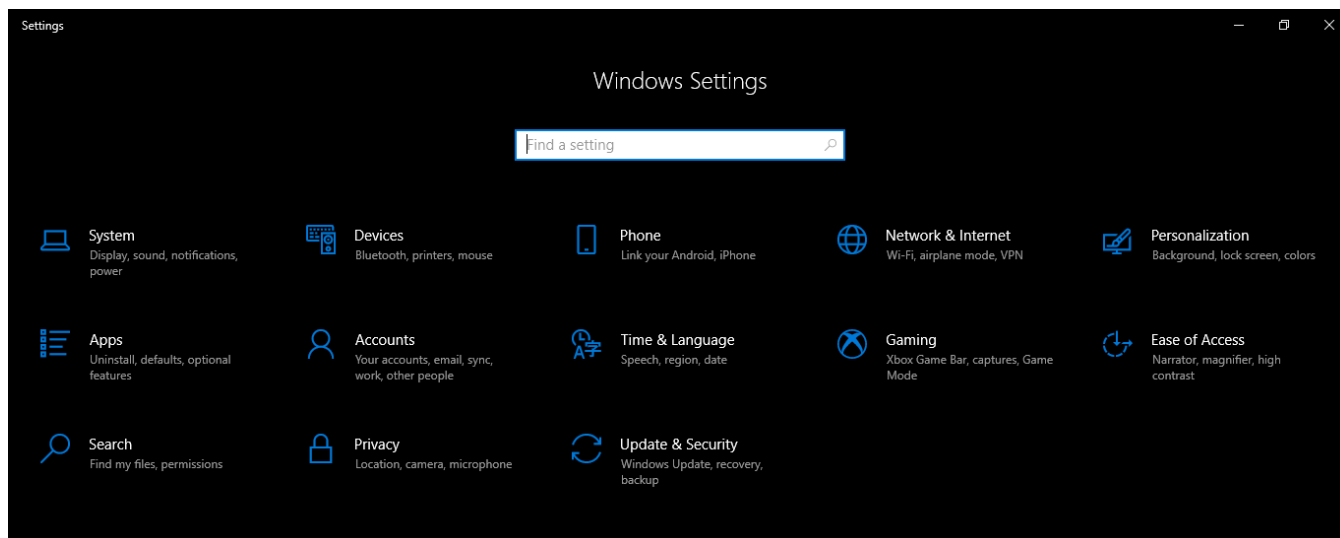 Settings
Windows Settings
Find a setting
System
Display, sound, notifications,
power
Devices
Bluetooth, printers, mouse
Phone
Link your Android, iPhone
Network & Internet
Wi-Fi, airplane mode, VPN
Personalization
Background, lock screen, colors
Apps
Uninstall, defaults, optional
features
Accounts
Your accounts, email, sync,
work, other people
Time & Language
Speech, region, date
Gaming
Xbox Game Bar, captures, Game
Mode
Ease of Access
Narrator, magnifier, high
contrast
Search
Find my files, permissions
Privacy
Location, camera, microphone
Update & Security
Windows Update, recovery,
backup